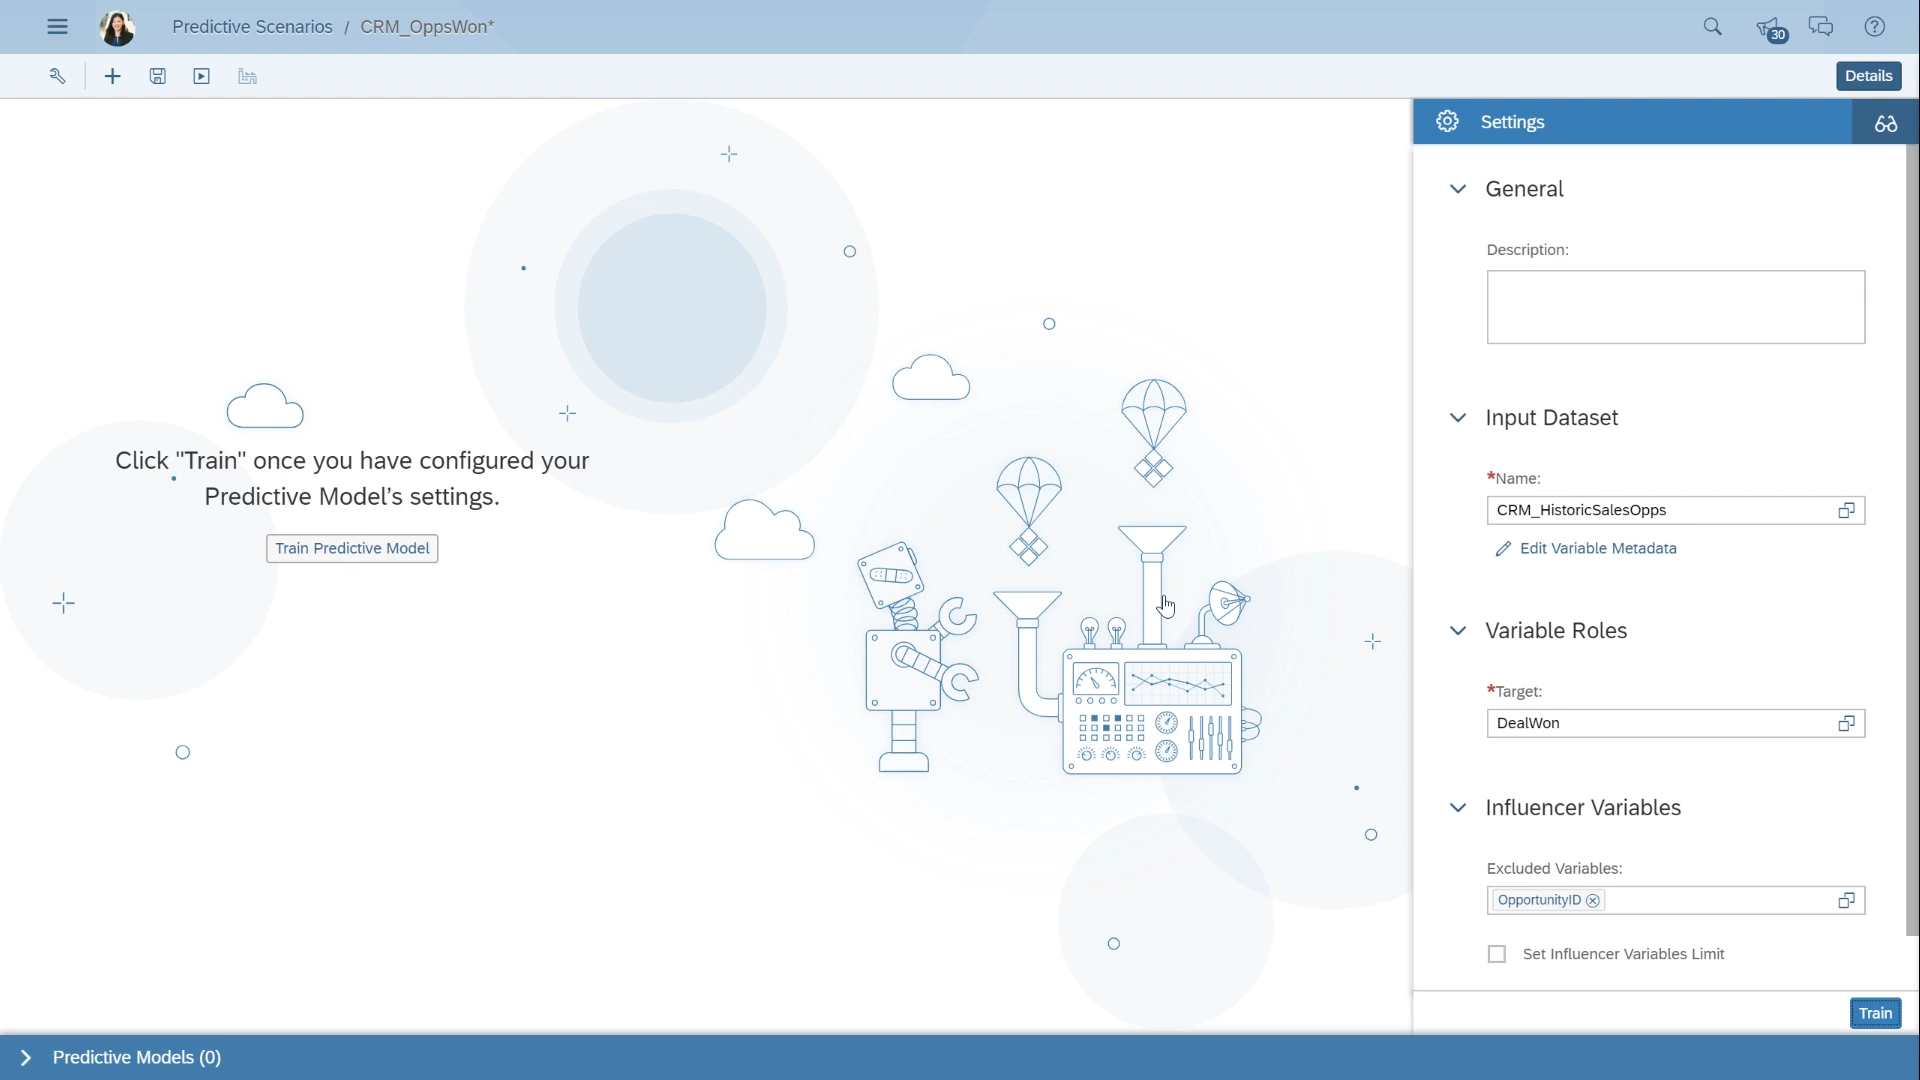 Predictive Scenarios / CRM_OppsWon*
30
Details
Settings
General
Description:
Input Dataset
*Name:
CRM_HistoricSalesOpps
Edit Variable Metadata
Variable Roles
*Target:
DealWon
Influencer Variables
Excluded Variables:
OpportunityID
Set Influencer Variables Limit
Train
Click "Train" once you have configured your
Predictive Model’s settings.
Train Predictive Model
Predictive Models (0)